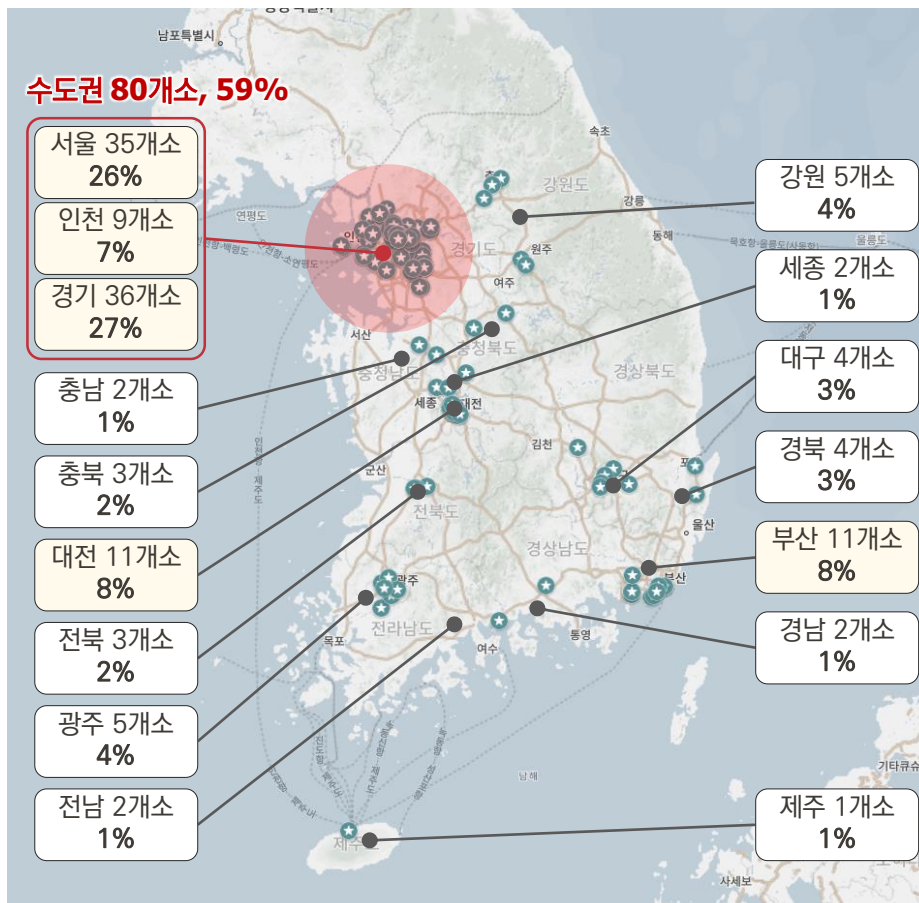 남포특별시
수도권 80개소, 59%
서울 35개소
26%
인천 9개소
7%
경기 36개소
27%
충남 2개소
1%
충북 3개소
2%
대전 11개소
8%
전북 3개소
2%
광주 5개소
4%
전남 2개소
1%
강원 5개소
4%
세종 2개소
1%
대구 4개소
3%
경북 4개소
3%
부산 11개소
8%
경남 2개소
1%
제주 1개소
1%
속초
강원도
강릉
동해
연평도
울릉도
경기도
원주
여주
서산
충청북도
충청남도
경상북도
세종
대전
김천
군산
전북도
울산
경상남도
광주
부산
전라남도
목포
여수
통영
남해
기타큐슈
사세보